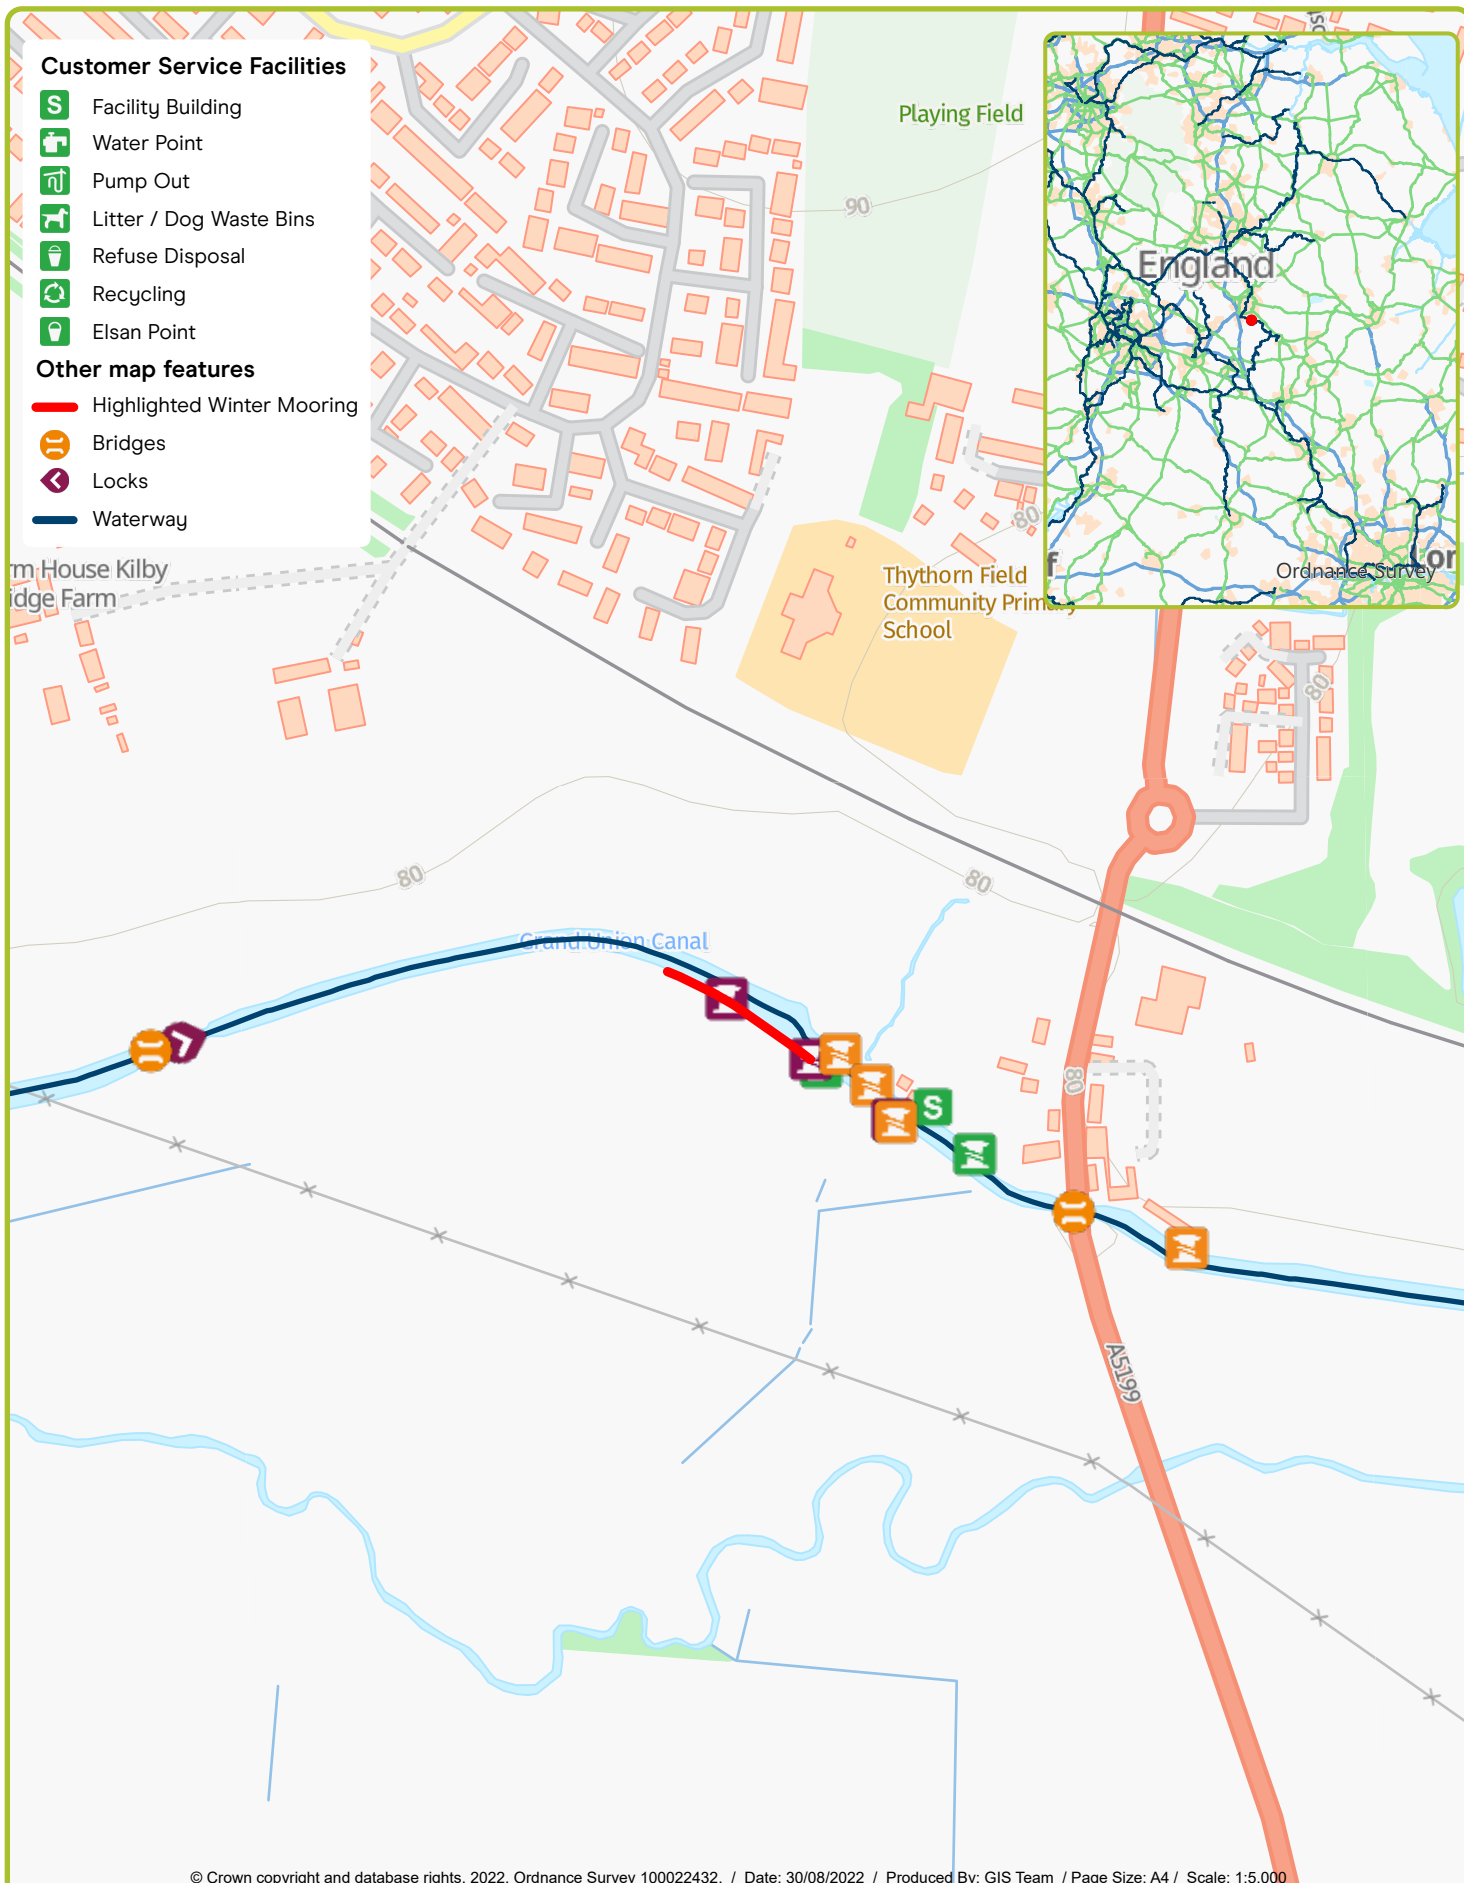 Customer Service Facilities
S Facility Building
Water Point
Pump Out
Litter / Dog Waste Bins
Refuse Disposal
Recycling
Elsan Point
Other map features
Highlighted Winter Mooring
Bridges
Locks
Waterway
Playing Field
90
England
Ordnance Survey
80
rm House Kilby
idge Farm
Thythorn Field
Community Prim
School
80
80
80
Grand Union Canal
80
S
A5199
© Crown copyright and database rights, 2022, Ordnance Survey 100022432. / Date: 30/08/2022 / Produced By: GIS Team / Page Size: A4 / Scale: 1:5,000